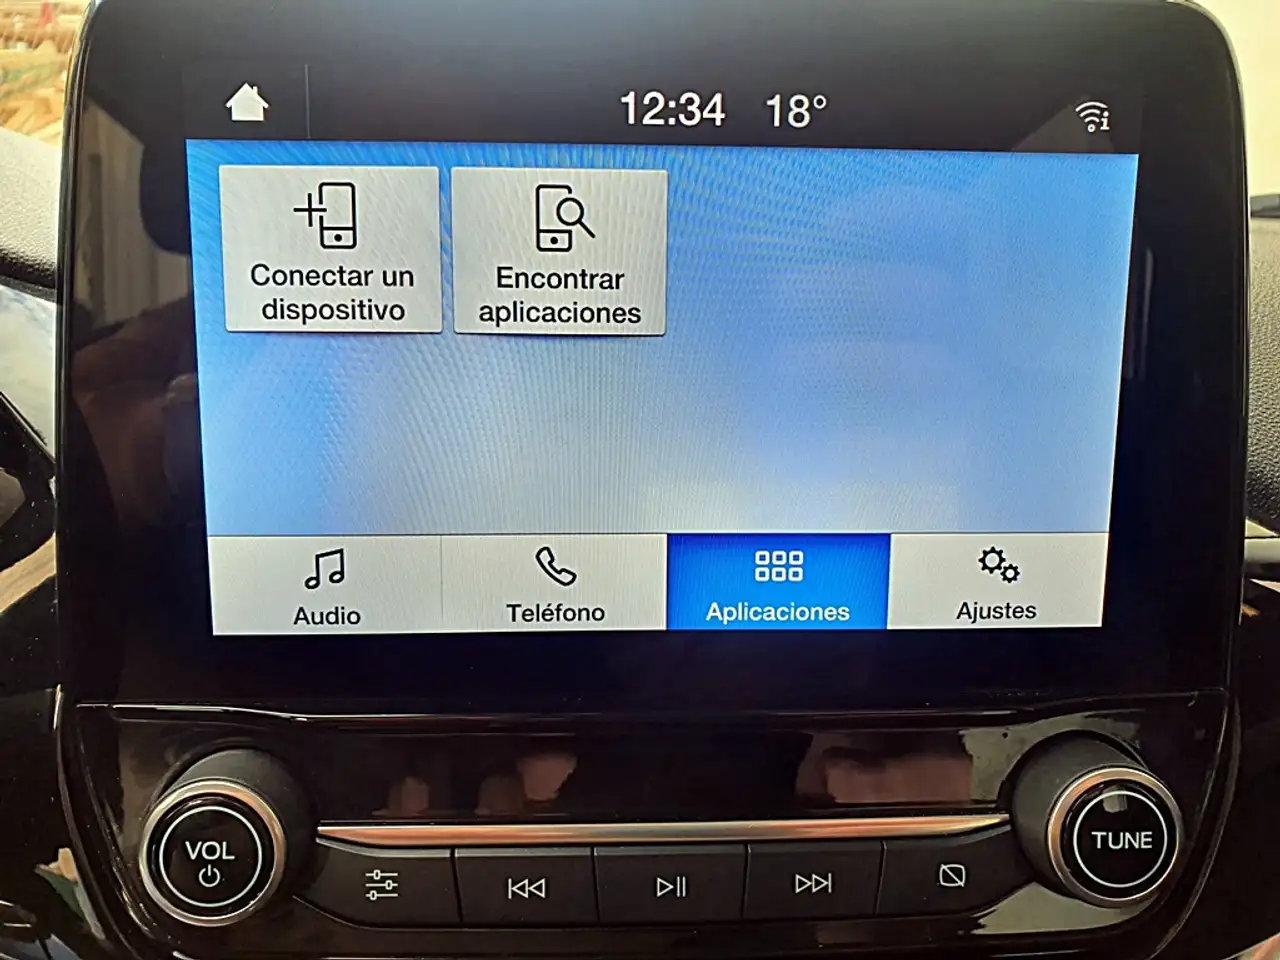 12:34 18°
Conectar un
dispositivo
Encontrar
aplicaciones
Audio
Teléfono
Aplicaciones
Ajustes
VOL
TUNE